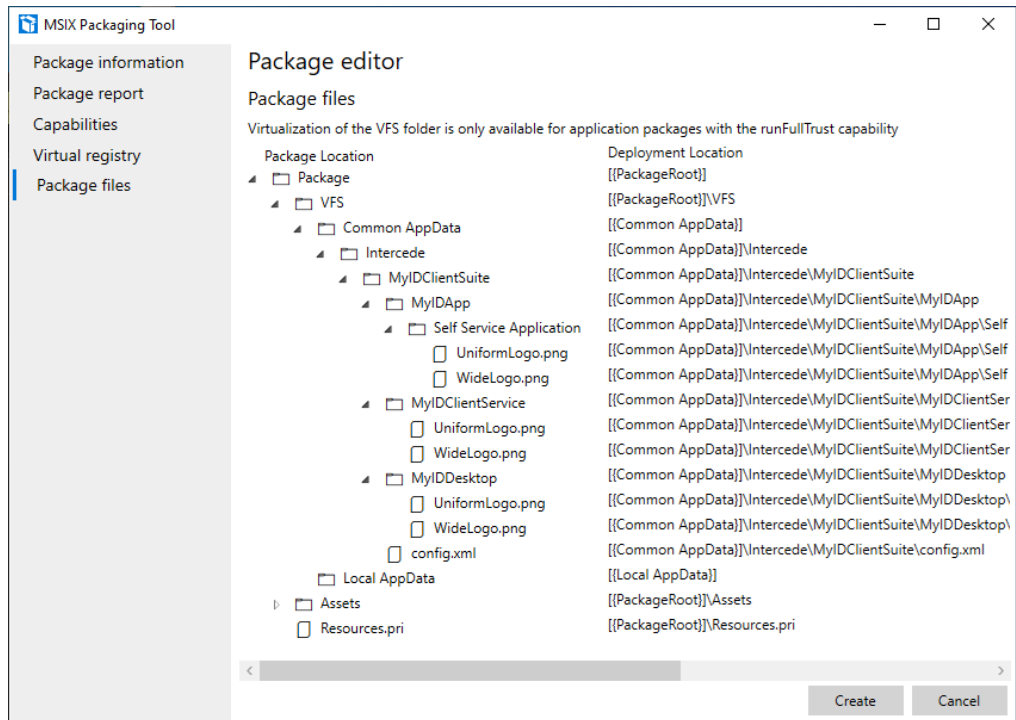 MSIX Packaging Tool
Package information
Package report
Capabilities
Virtual registry
Package files
Package editor
Package files
Virtualization of the VFS folder is only available for application packages with the runFullTrust capability
Package Location Deployment Location
Package [{PackageRoot}]
VFS [{PackageRoot}]\VFS
Common AppData [{Common AppData}]
Intercede [{Common AppData}]\Intercede
MyIDClientSuite [{Common AppData}]\Intercede\MyIDClientSuite
MyIDApp [{Common AppData}]\Intercede\MyIDClientSuite\MyIDApp
Self Service Application [{Common AppData}]\Intercede\MyIDClientSuite\MyIDApp\Self
UniformLogo.png [{Common AppData}]\Intercede\MyIDClientSuite\MyIDApp\Self
WideLogo.png [{Common AppData}]\Intercede\MyIDClientSuite\MyIDApp\Self
MyIDClientService [{Common AppData}]\Intercede\MyIDClientSuite\MyIDClientSer
UniformLogo.png [{Common AppData}]\Intercede\MyIDClientSuite\MyIDClientSer
WideLogo.png [{Common AppData}]\Intercede\MyIDClientSuite\MyIDClientSer
MyIDDesktop [{Common AppData}]\Intercede\MyIDClientSuite\MyIDDesktop
UniformLogo.png [{Common AppData}]\Intercede\MyIDClientSuite\MyIDDesktop\
WideLogo.png [{Common AppData}]\Intercede\MyIDClientSuite\MyIDDesktop\
config.xml [{Common AppData}]\Intercede\MyIDClientSuite\config.xml
Local AppData [{Local AppData}]
Assets [{PackageRoot}]\Assets
Resources.pri [{PackageRoot}]\Resources.pri
Create Cancel